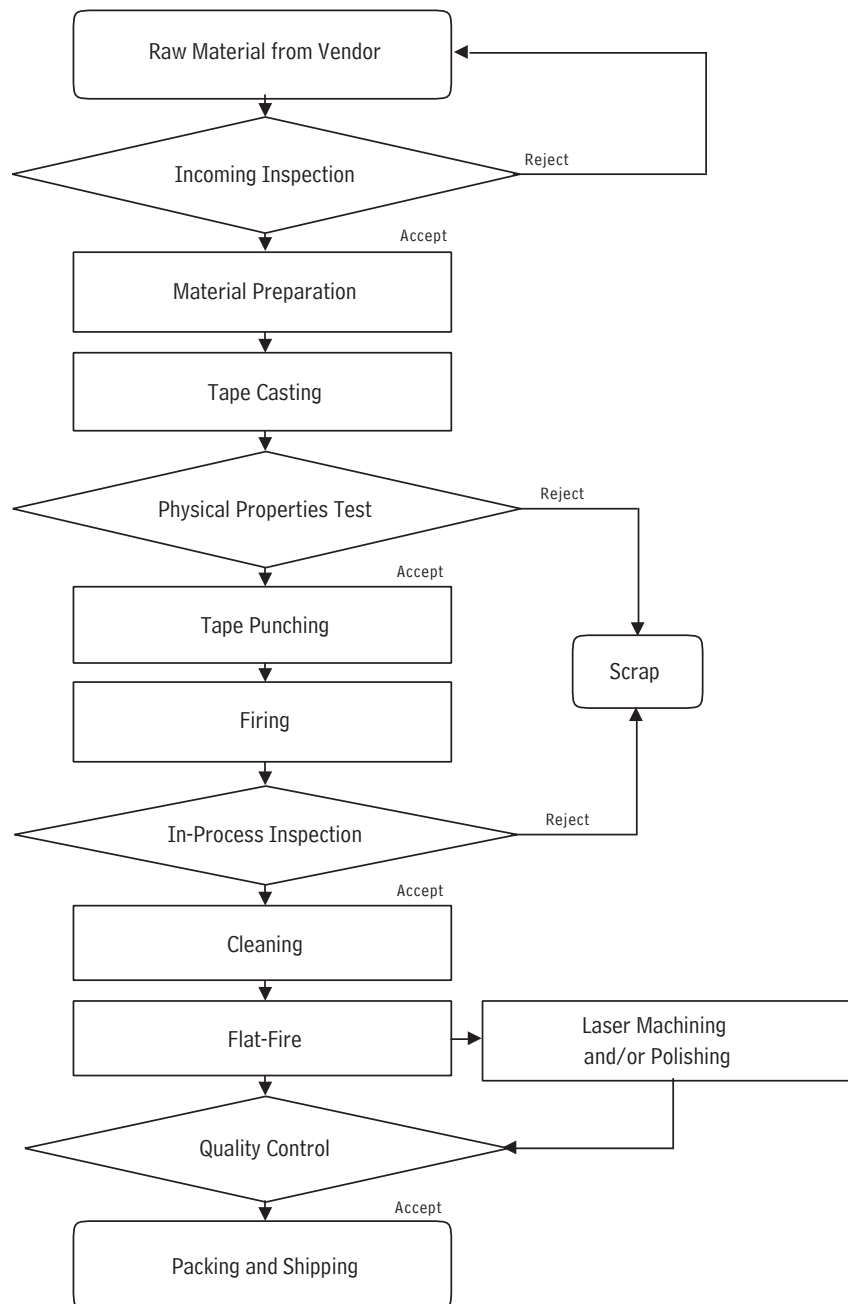 Raw Material from Vendor
Reject
Incoming Inspection
Accept
Material Preparation
Tape Casting
Reject
Physical Properties Test
Accept
Tape Punching
Scrap
Firing
Reject
In-Process Inspection
Accept
Cleaning
Laser Machining
and/or Polishing
Flat-Fire
Quality Control
Accept
Packing and Shipping